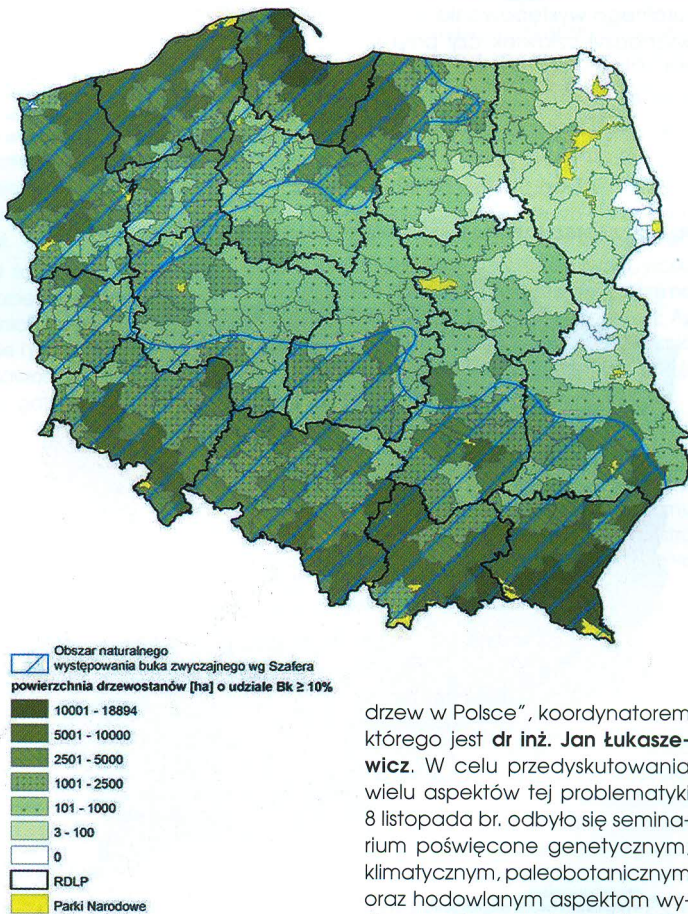 Obszar naturalnego
występowania buka zwyczajnego wg Szafera
powierzchnia drzewostanów [ha] o udziale Bk ≥ 10%
10001 - 18894
5001 - 10000
2501 - 5000
1001 - 2500
101 - 1000
3 - 100
0
RDLP
Parki Narodowe
drzew w Polsce”, koordynatorem
którego jest dr inż. Jan Łukasze-
wicz. W celu przedyskutowania
wielu aspektów tej problematyki
8 listopada br. odbyło się semina-
rium poświęcone genetycznym,
klimatycznym, paleobotanicznym
oraz hodowlanym aspektom wy-